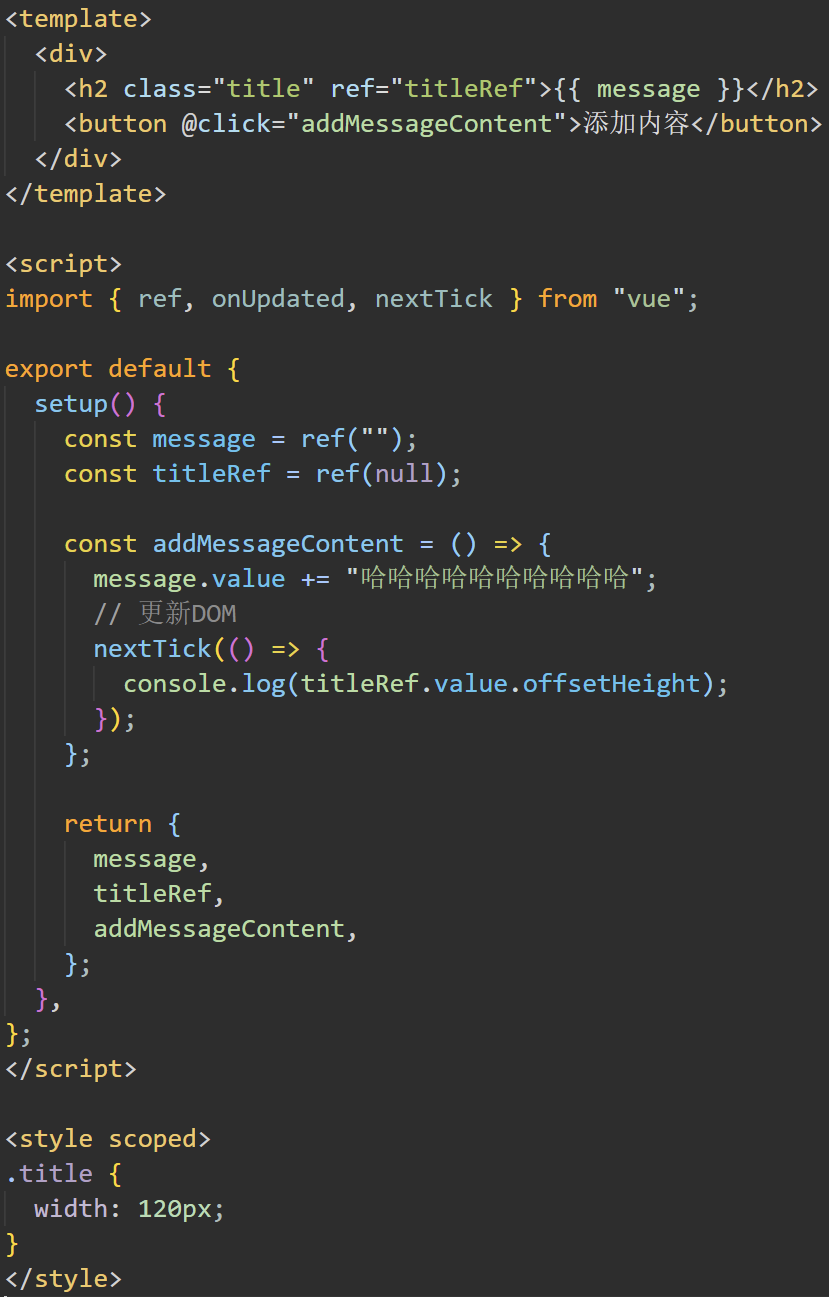 <template>
  <div>
    <h2 class="title" ref="titleRef">{{ message }}</h2>
    <button @click="addMessageContent">添加内容</button>
  </div>
</template>

<script>
import { ref, onUpdated, nextTick } from "vue";

export default {
  setup() {
    const message = ref("");
    const titleRef = ref(null);

    const addMessageContent = () => {
      message.value += "哈哈哈哈哈哈哈哈哈哈";
      // 更新DOM
      nextTick(() => {
        console.log(titleRef.value.offsetHeight);
      });
    };

    return {
      message,
      titleRef,
      addMessageContent,
    };
  },
};
</script>

<style scoped>
.title {
  width: 120px;
}
</style>